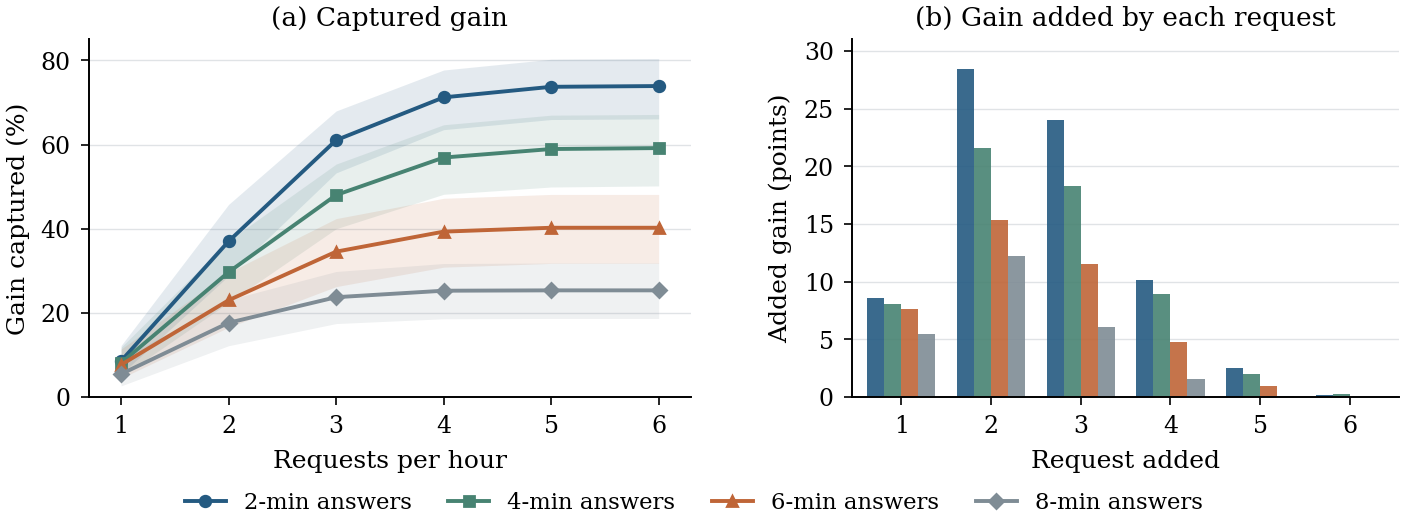 (a) Captured gain
Gain captured (%)
80
60
40
20
0
1 2 3 4 5 6
Requests per hour
(b) Gain added by each request
Added gain (points)
30
25
20
15
10
5
0
1 2 3 4 5 6
Request added
2-min answers 4-min answers 6-min answers 8-min answers